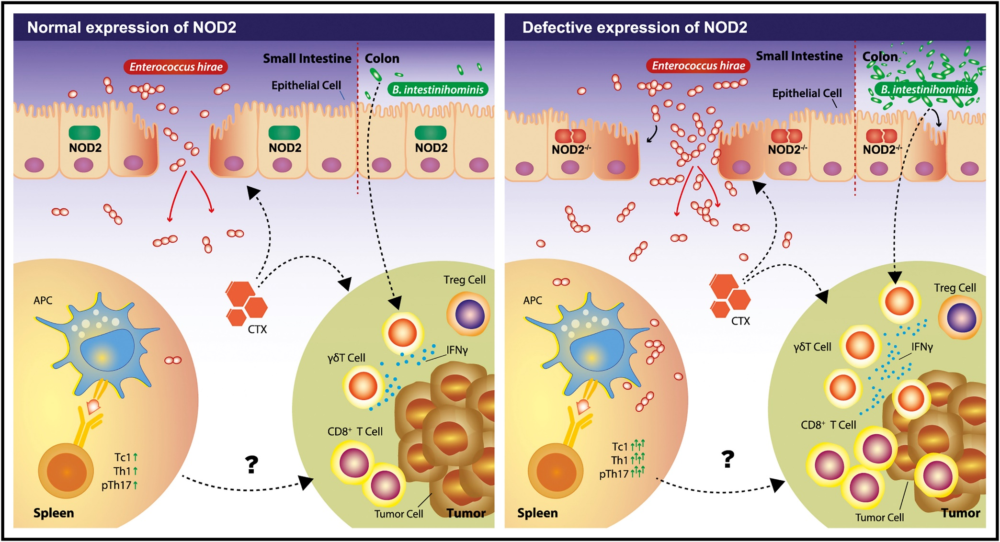 Normal expression of NOD2
Enterococcus hirae
Small Intestine
Colon
Epithelial Cell
B. intestinihominis
NOD2
NOD2
NOD2
CTX
APC
Tc1↑
Th1↑
pTh17↑
Spleen
?
Treg Cell
γδT Cell
IFNγ
CD8⁺ T Cell
Tumor Cell
Tumor
Defective expression of NOD2
Enterococcus hirae
Small Intestine
Colon
Epithelial Cell
B. intestinihominis
NOD2⁻/⁻
NOD2⁻/⁻
NOD2⁻/⁻
CTX
APC
Tc1↑↑↑↑
Th1↑↑↑↑
pTh17↑↑↑↑
Spleen
?
Treg Cell
γδT Cell
IFNγ
CD8⁺ T Cell
Tumor Cell
Tumor